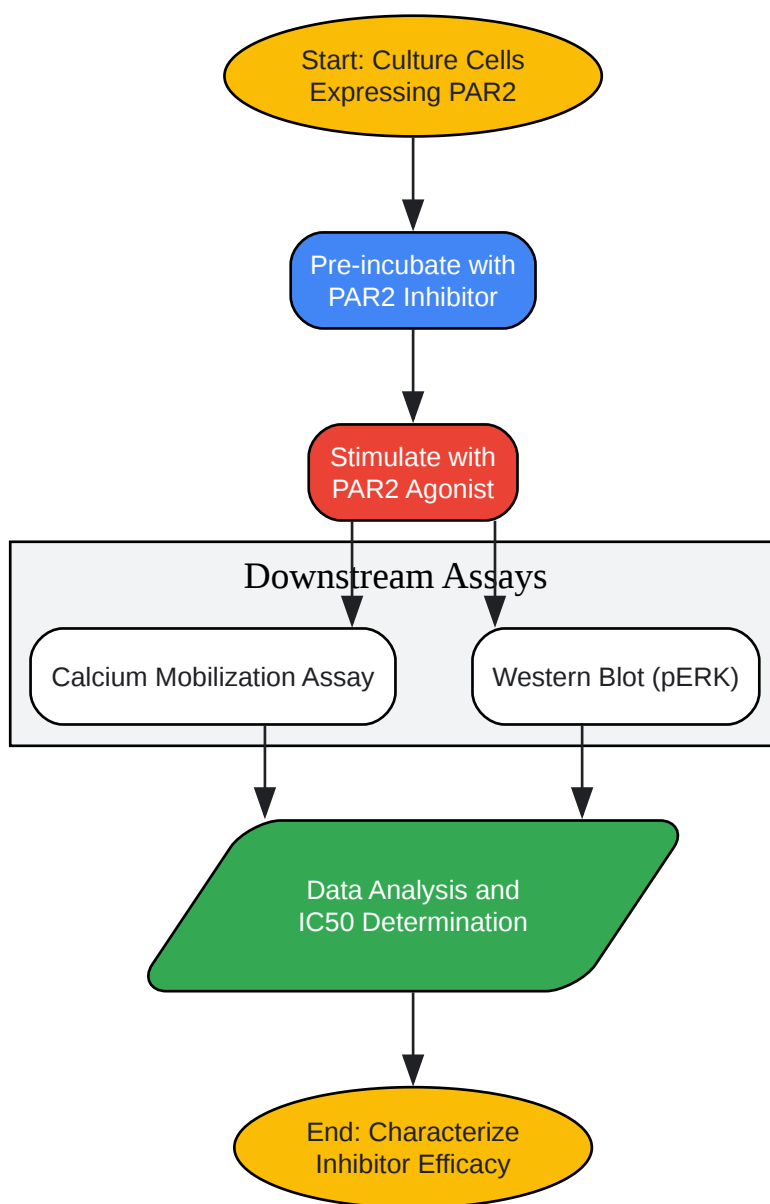 Start: Culture Cells
Expressing PAR2
Pre-incubate with
PAR2 Inhibitor
Stimulate with
PAR2 Agonist
Downstream Assays
Calcium Mobilization Assay
Western Blot (pERK)
Data Analysis and
IC50 Determination
End: Characterize
Inhibitor Efficacy